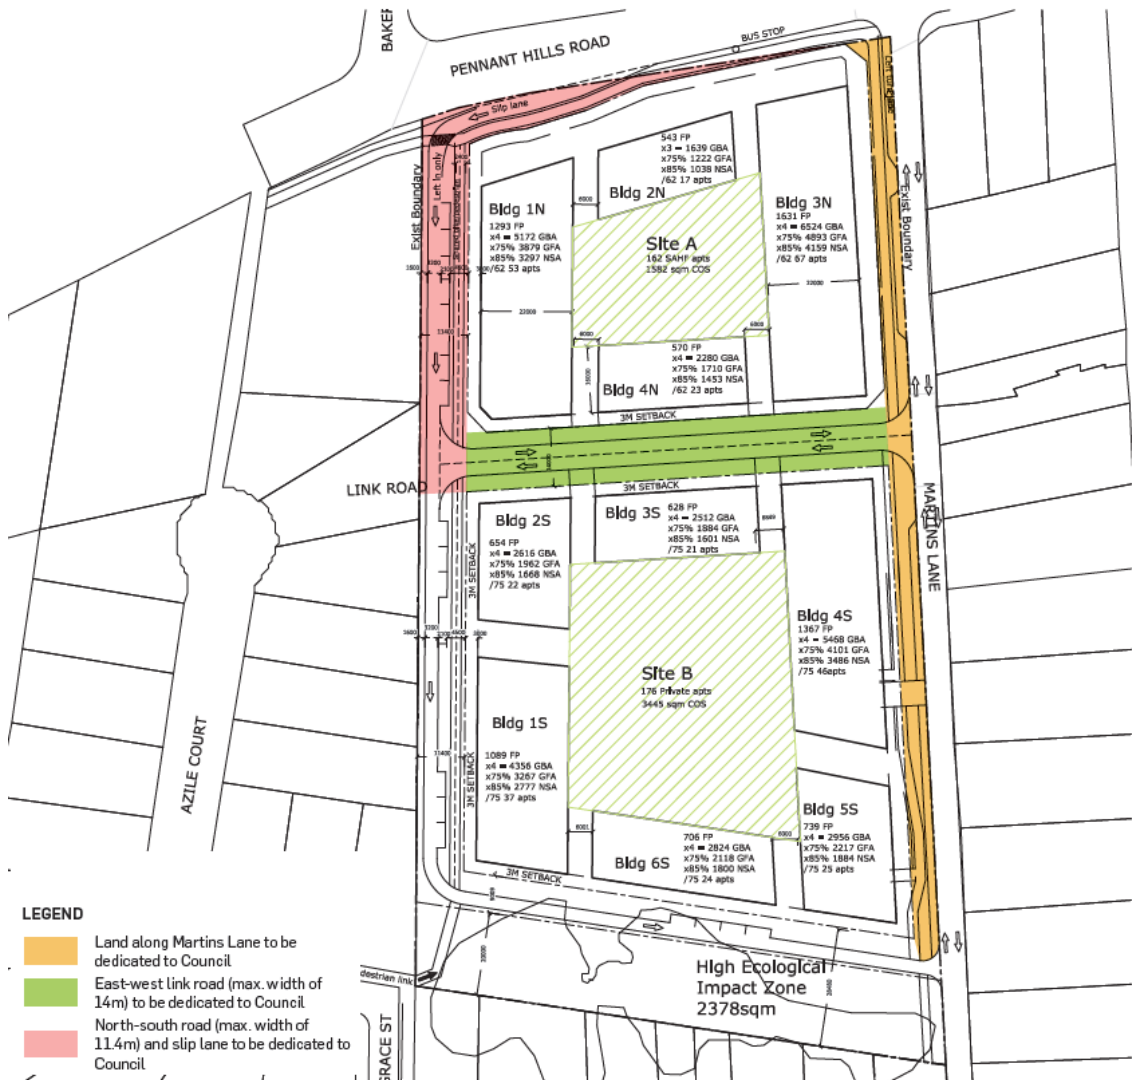 BAKER
PENNANT HILLS ROAD
BUS STOP
Slip lane
Left in only
Exist Boundary
Bldg 1N
1293 FP
x4 = 5172 GBA
x75% 3879 GFA
x85% 3297 NSA
/62 53 apts
543 FP
x3 = 1639 GBA
x75% 1222 GFA
x85% 1038 NSA
/62 17 apts
Bldg 2N
Bldg 3N
1631 FP
x4 = 6524 GBA
x75% 4893 GFA
x85% 4159 NSA
/62 67 apts
Exist Boundary
Site A
162 SAHF apts
1582 sqm COS
6000
22000
22000
6000
6000
570 FP
x4 = 2280 GBA
x75% 1710 GFA
x85% 1453 NSA
/62 23 apts
Bldg 4N
3M SETBACK
LINK ROAD
3M SETBACK
MARTINS LANE
Bldg 2S
654 FP
x4 = 2616 GBA
x75% 1962 GFA
x85% 1668 NSA
/75 22 apts
Bldg 3S
628 FP
x4 = 2512 GBA
x75% 1884 GFA
x85% 1601 NSA
/75 21 apts
3M SETBACK
Bldg 4S
1367 FP
x4 = 5468 GBA
x75% 4101 GFA
x85% 3486 NSA
/75 46apts
Site B
176 Private apts
3445 sqm COS
Bldg 1S
1089 FP
x4 = 4356 GBA
x75% 3267 GFA
x85% 2777 NSA
/75 37 apts
11400
3M SETBACK
AZILE COURT
Bldg 5S
739 FP
x4 = 2956 GBA
x75% 2217 GFA
x85% 1884 NSA
/75 25 apts
706 FP
x4 = 2824 GBA
x75% 2118 GFA
x85% 1800 NSA
/75 24 apts
Bldg 6S
3M SETBACK
High Ecological
Impact Zone
2378sqm
destrian link
GRACE ST
LEGEND
Land along Martins Lane to be
dedicated to Council
East-west link road (max. width of
14m) to be dedicated to Council
North-south road (max. width of
11.4m) and slip lane to be dedicated to
Council